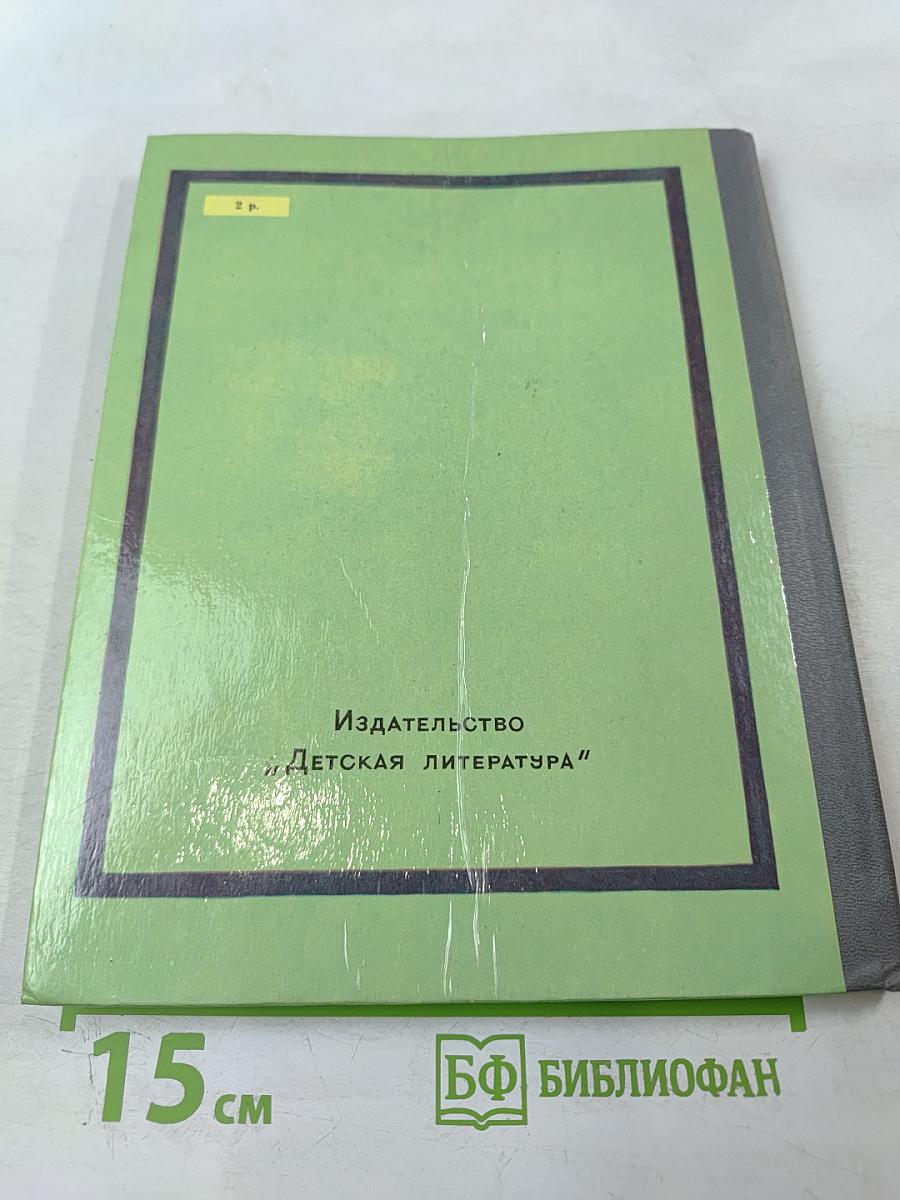 2 р.
Издательство
„Детская литература"
15 см
БФ БИБЛИОФАН